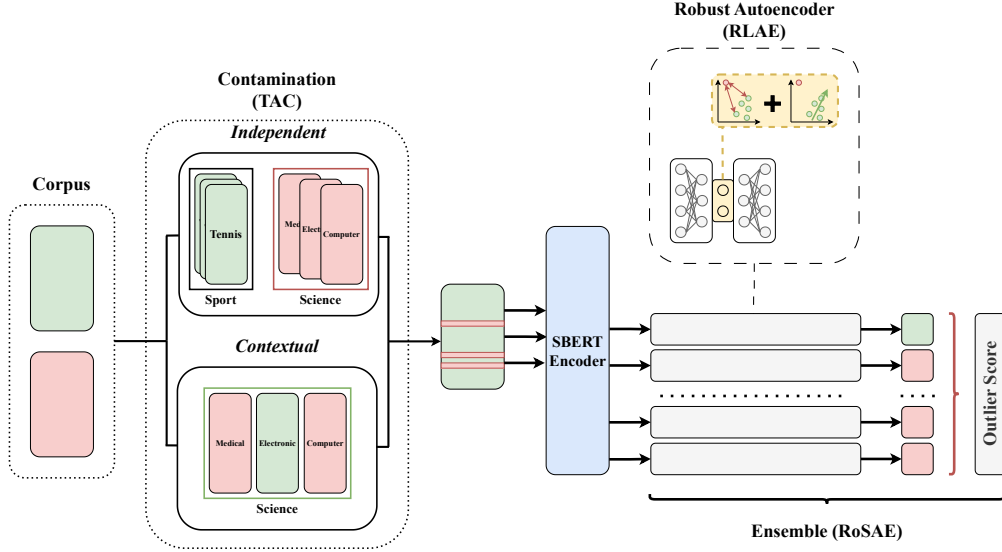 Robust Autoencoder
(RLAE)
Contamination
(TAC)
Independent
Corpus
Tennis
Computer
Sport
Science
Contextual
SBERT
Encoder
Medical
Electronic
Computer
Science
Outlier Score
Ensemble (RoSAE)